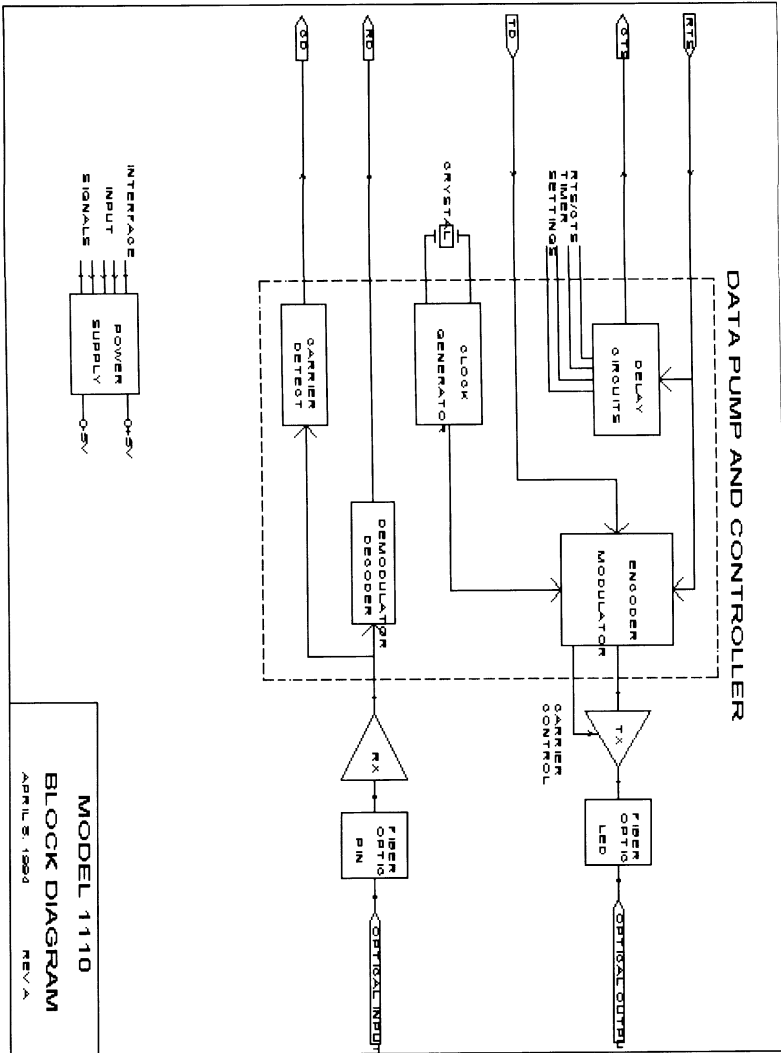 DATA PUMP AND CONTROLLER
RTS
CTS
RTS/CTS
TIMER
SETTINGS
DELAY
CIRCUITS
ENCODER
MODULATOR
TX
CARRIER
CONTROL
FIBER
OPTIC
LED
OPTICAL OUTPU
TD
CRYSTAL
CLOCK
GENERATOR
RD
DEMODULATOR
DECODER
RX
FIBER
OPTIC
PIN
OPTICAL INPUT
CD
CARRIER
DETECT
INTERFACE
INPUT
SIGNALS
POWER
SUPPLY
+5V
-5V
MODEL 1110
BLOCK DIAGRAM
APRIL 5, 1994 REV A